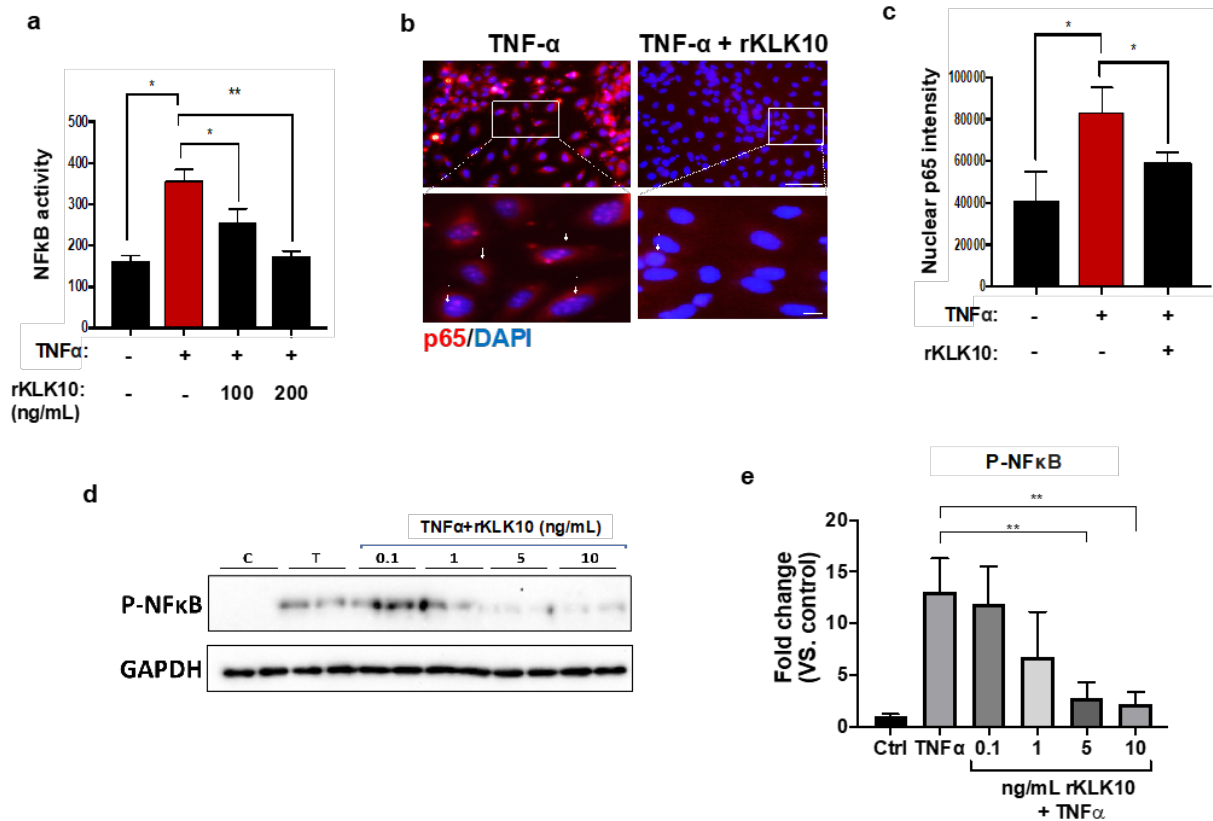 a
NFκB activity
500
400
300
200
100
0
*
**
*
TNFα: - + + +
rKLK10: - - 100 200
(ng/mL)
b
TNF-α TNF-α + rKLK10
p65/DAPI
c
Nuclear p65 intensity
100000
80000
60000
40000
20000
0
*
*
TNFα: - + +
rKLK10: - - +
d
TNFα+rKLK10 (ng/mL)
C T 0.1 1 5 10
P-NFκB
GAPDH
e
P-NFκB
Fold change
(VS. control)
20
15
10
5
0
**
**
Ctrl TNFα 0.1 1 5 10
ng/mL rKLK10
+ TNFα